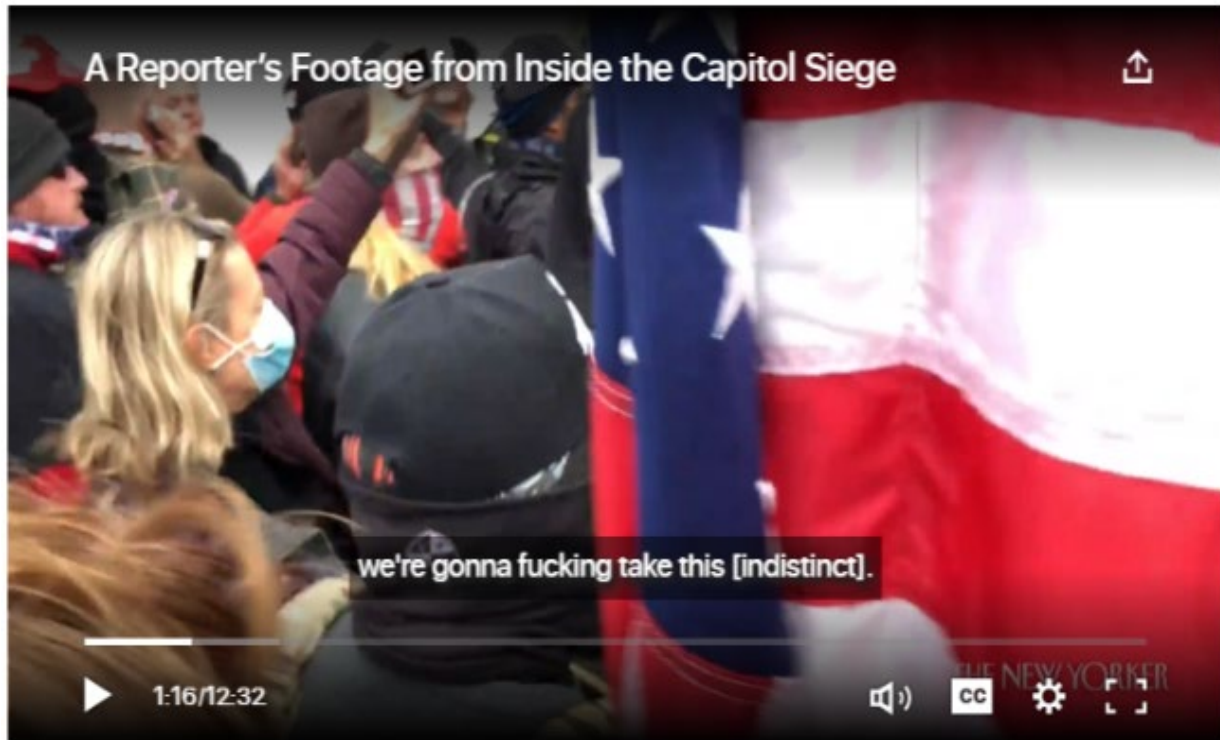 A Reporter's Footage from Inside the Capitol Siege
we're gonna fucking take this [indistinct].
THE NEW YORKER
1:16/12:32
CC